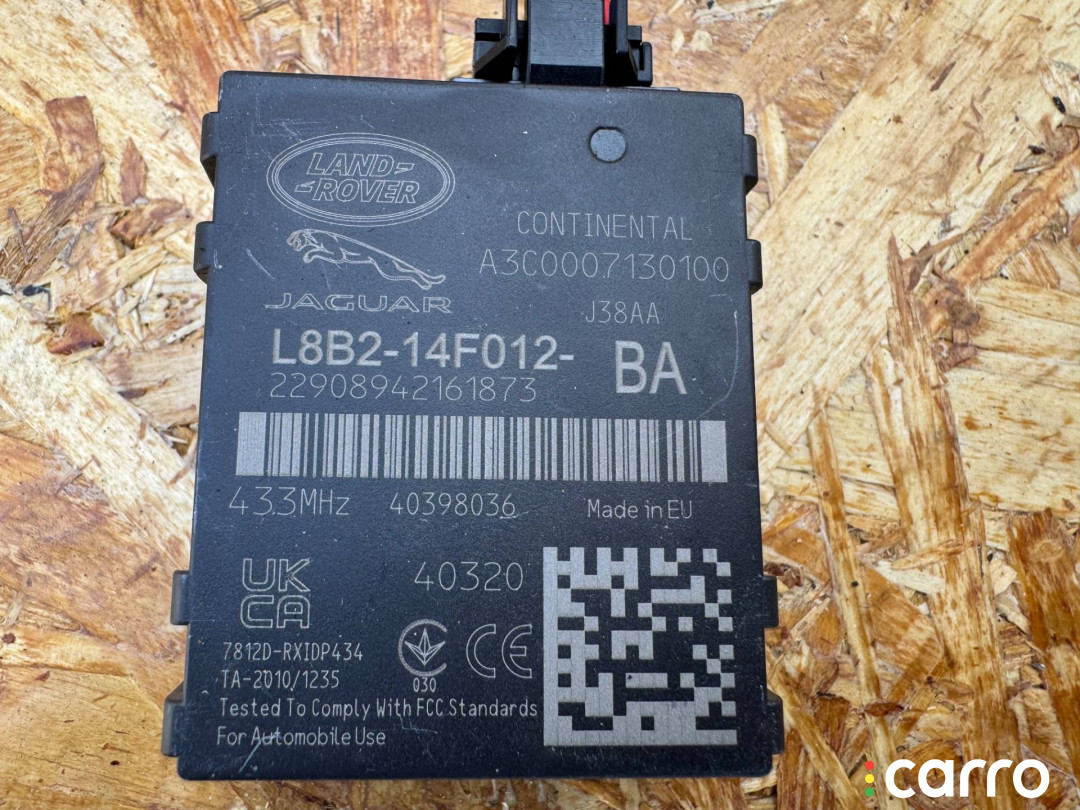 LAND-
-ROVER
JAGUAR
CONTINENTAL
A3C0007130100
J38AA
L8B2-14F012- BA
22908942161873
433MHz 40398036 Made in EU
UK
CA
40320
7812D-RXIDP434
TA-2010/1235
030
CE
Tested To Comply With FCC Standards
For Automobile Use
carro